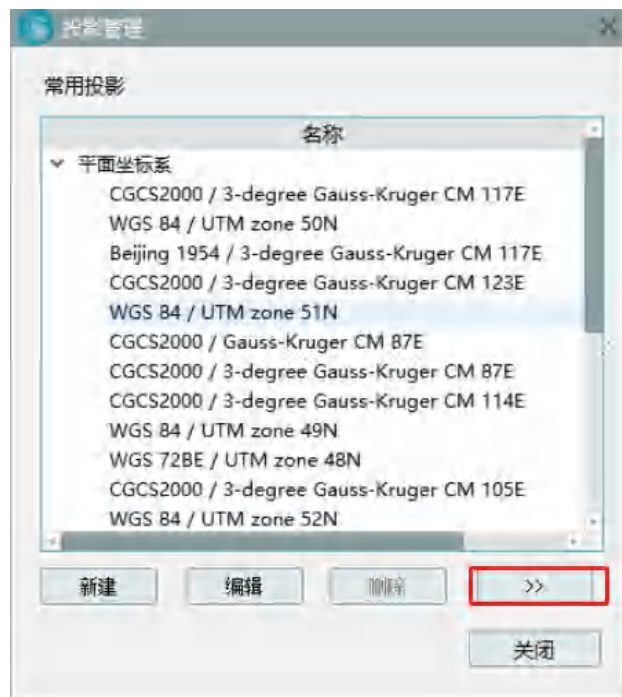 投影管理
常用投影
名称
平面坐标系
CGCS2000 / 3-degree Gauss-Kruger CM 117E
WGS 84 / UTM zone 50N
Beijing 1954 / 3-degree Gauss-Kruger CM 117E
CGCS2000 / 3-degree Gauss-Kruger CM 123E
WGS 84 / UTM zone 51N
CGCS2000 / Gauss-Kruger CM 87E
CGCS2000 / 3-degree Gauss-Kruger CM 87E
CGCS2000 / 3-degree Gauss-Kruger CM 114E
WGS 84 / UTM zone 49N
WGS 72BE / UTM zone 48N
CGCS2000 / 3-degree Gauss-Kruger CM 105E
WGS 84 / UTM zone 52N
新建 编辑 删除 >>
关闭